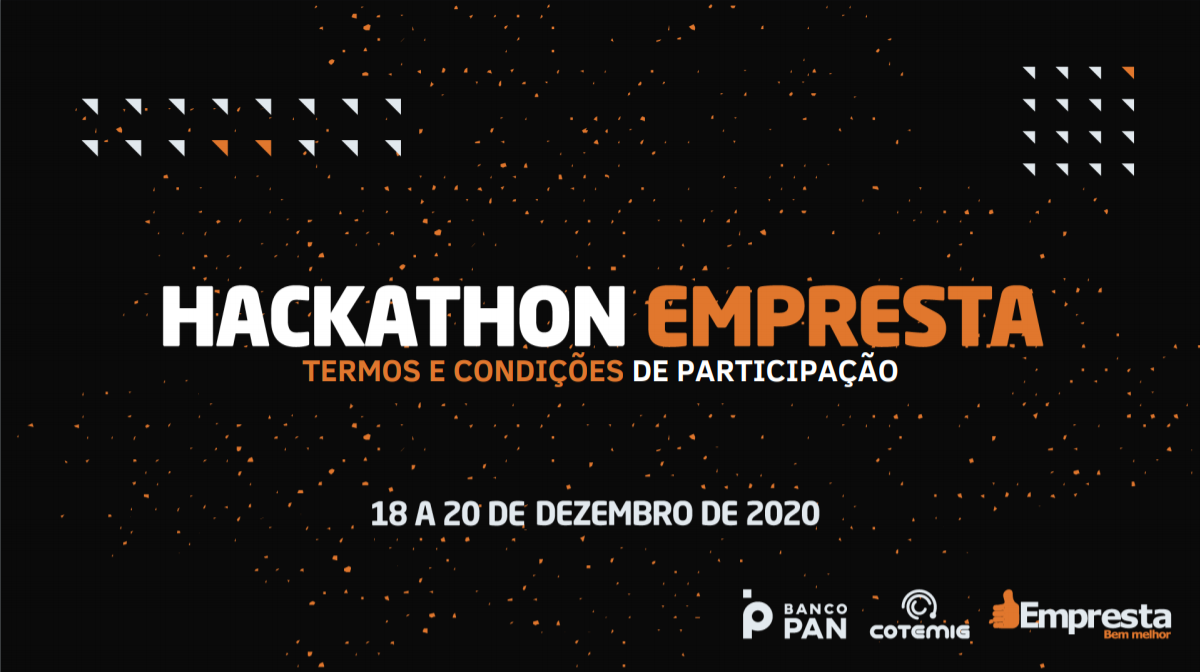 HACKATHON EMPRESTA
TERMOS E CONDIÇÕES DE PARTICIPAÇÃO
18 A 20 DE DEZEMBRO DE 2020
BANCO
PAN
COTEMIG
Empresta
Bem melhor